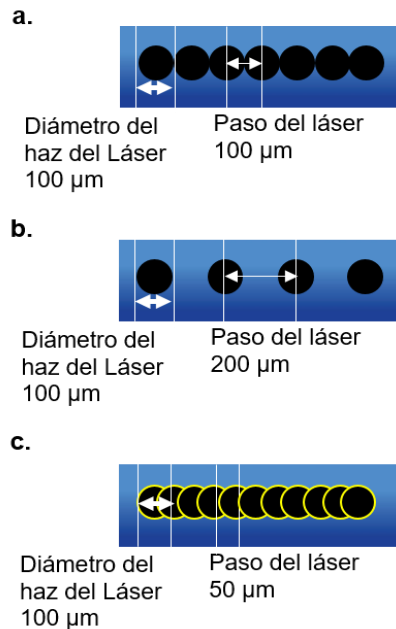 a.
Diámetro del
haz del Láser
100 µm
Paso del láser
100 µm
b.
Diámetro del
haz del Láser
100 µm
Paso del láser
200 µm
c.
Diámetro del
haz del Láser
100 µm
Paso del láser
50 µm